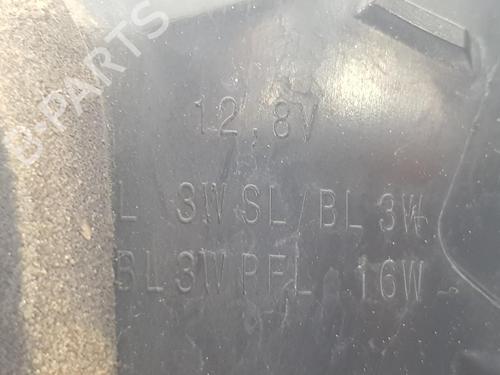 B-PARTS
12,8V
L 3W SL/BL 3W
BL 3W PFL 16W